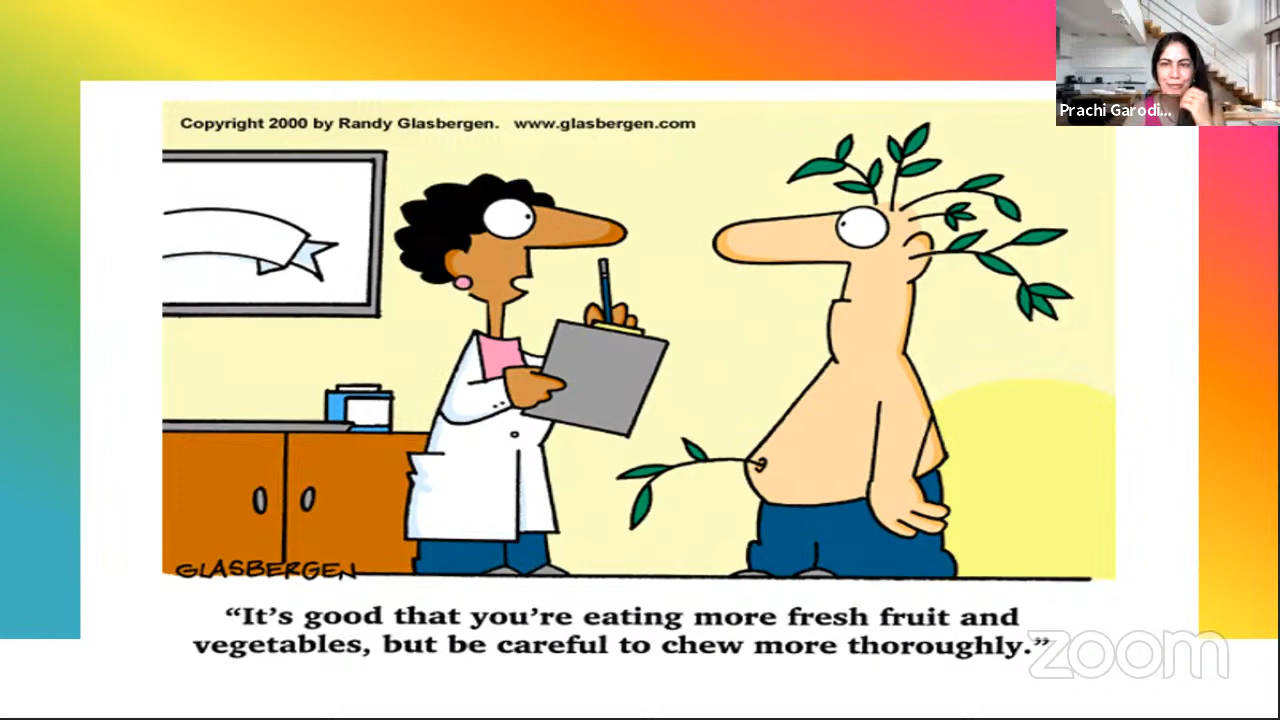 Prachi Garodi...
Copyright 2000 by Randy Glasbergen. www.glasbergen.com
GLASBERGEN
“It’s good that you’re eating more fresh fruit and
vegetables, but be careful to chew more thoroughly.”
zoom